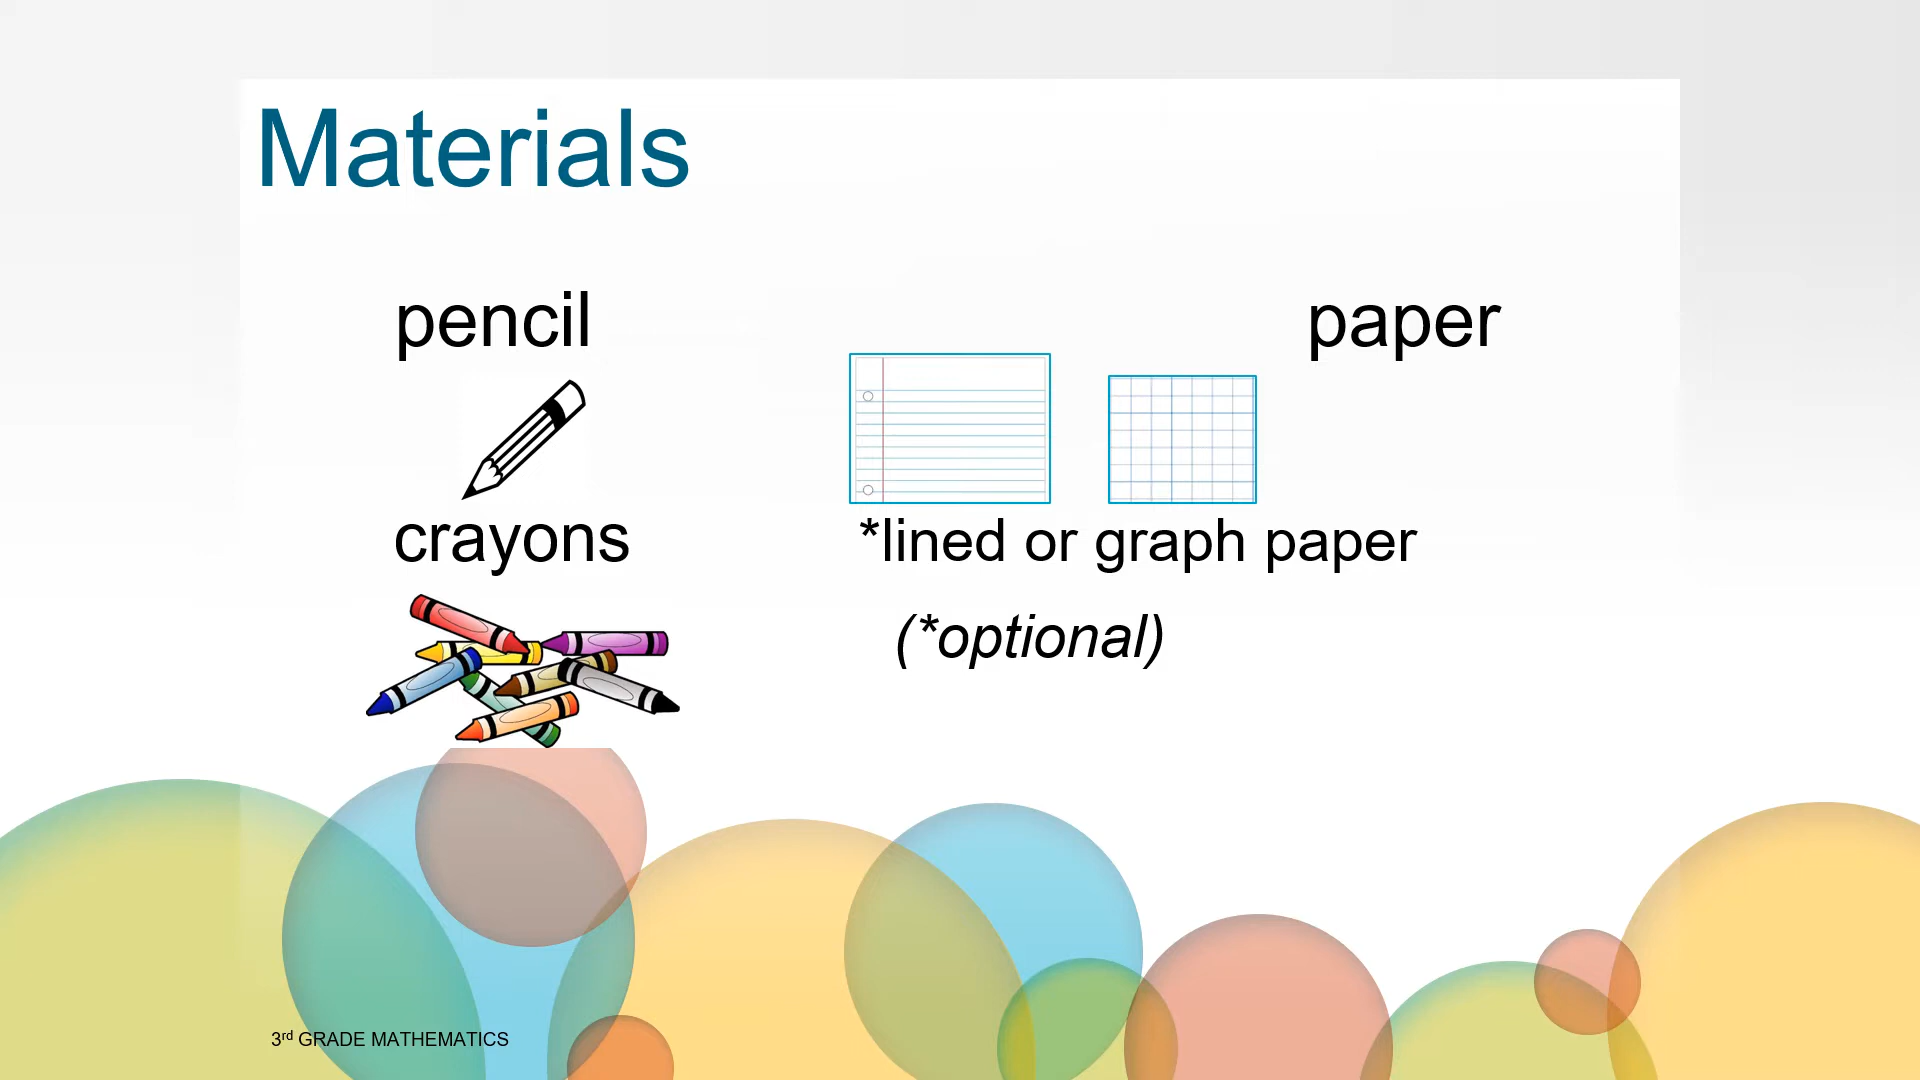 Materials
pencil
paper
crayons
*lined or graph paper
(*optional)
3rd GRADE MATHEMATICS